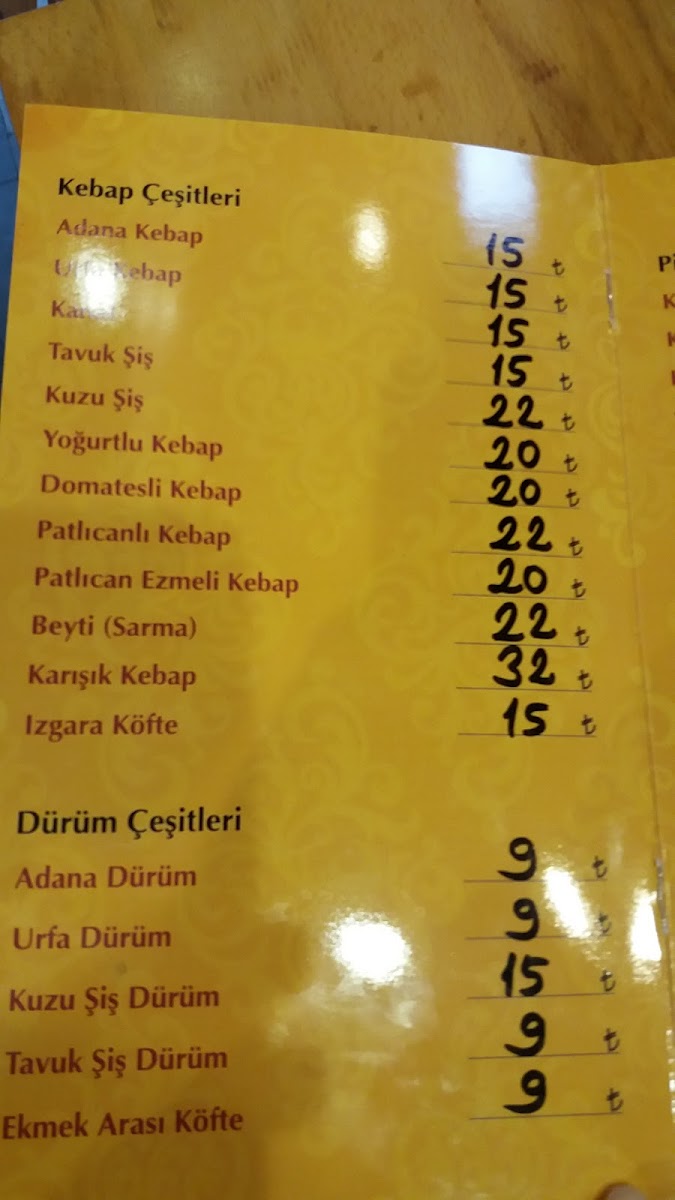 Kebap Çeşitleri
Adana Kebap 15 ₺
Urfa Kebap 15 ₺
15 ₺
Tavuk Şiş 15 ₺
Kuzu Şiş 22 ₺
Yoğurtlu Kebap 20 ₺
Domatesli Kebap 20 ₺
Patlıcanlı Kebap 22 ₺
Patlıcan Ezmeli Kebap 20 ₺
Beyti (Sarma) 22 ₺
Karışık Kebap 32 ₺
Izgara Köfte 15 ₺
Dürüm Çeşitleri
Adana Dürüm 9 ₺
Urfa Dürüm 9 ₺
Kuzu Şiş Dürüm 15 ₺
Tavuk Şiş Dürüm 9 ₺
Ekmek Arası Köfte 9 ₺